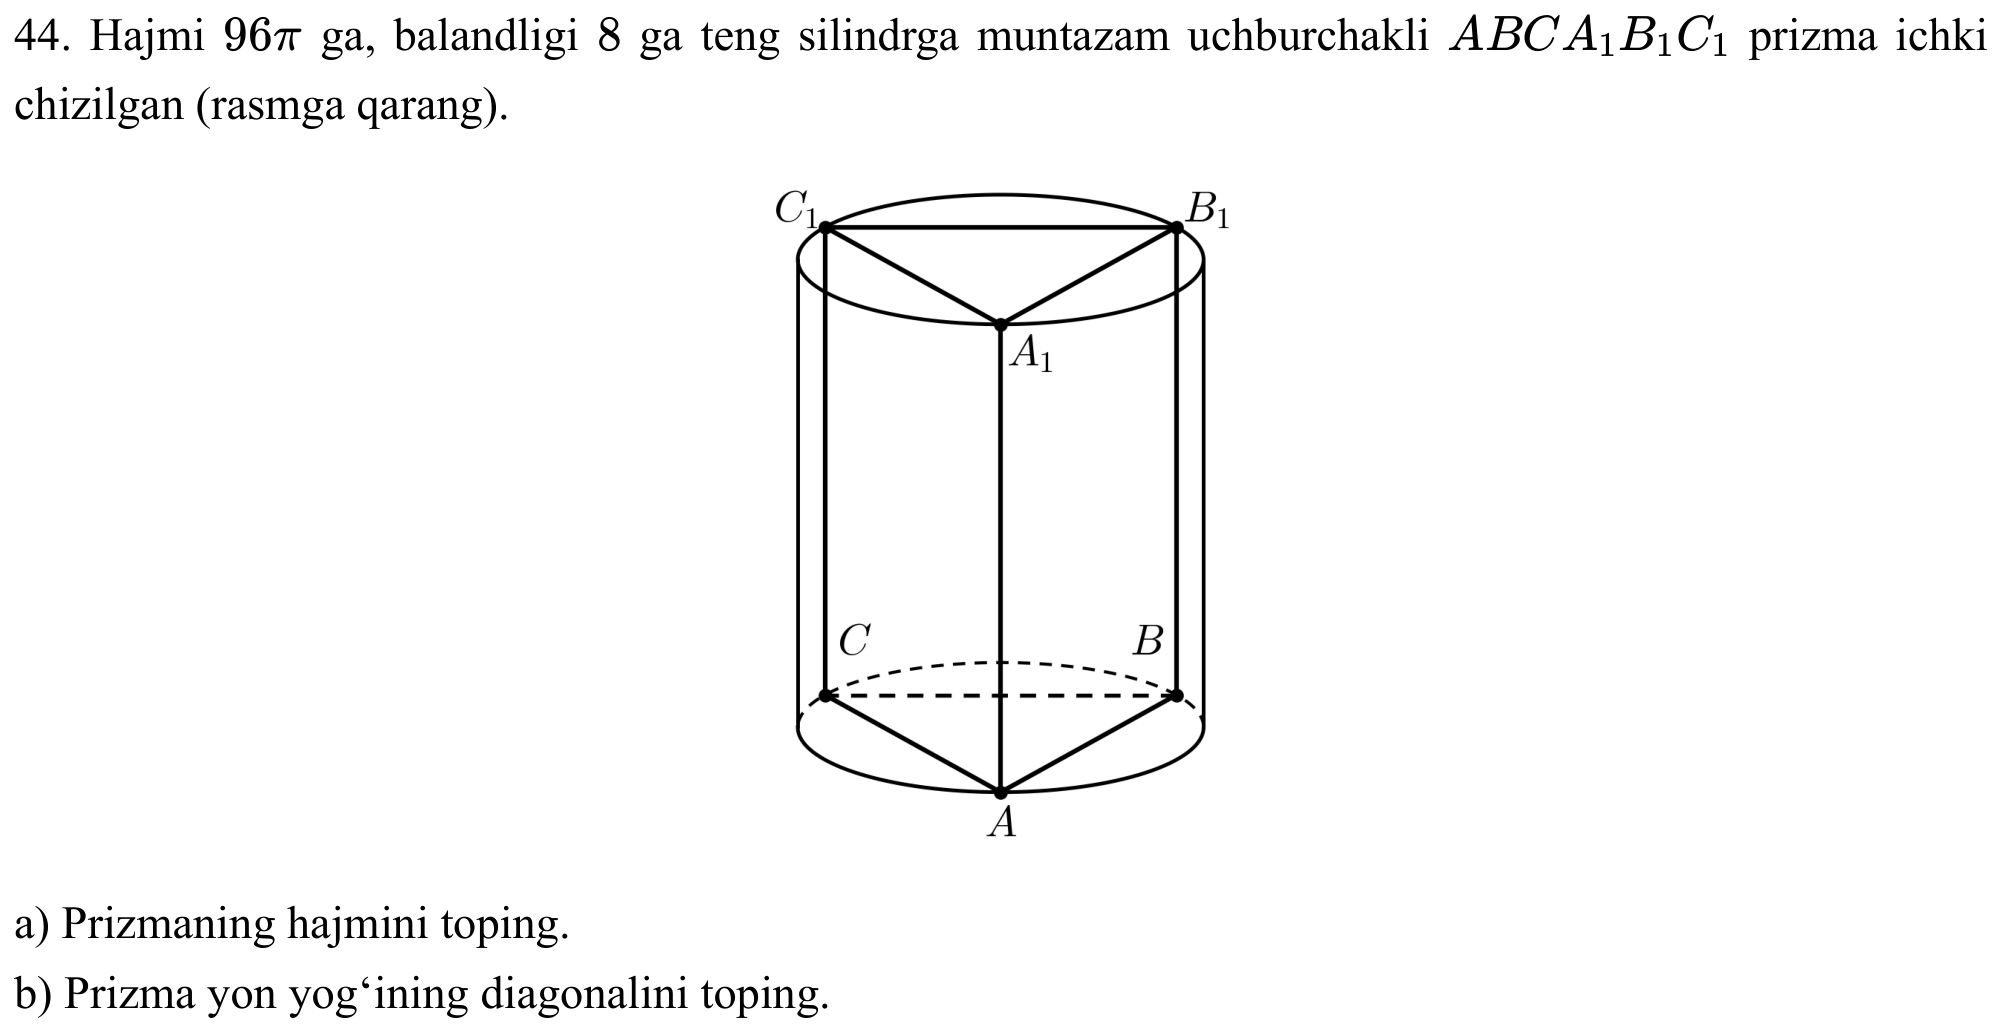 44. Hajmi 96π ga, balandligi 8 ga teng silindrga muntazam uchburchakli ABCA₁B₁C₁ prizma ichki
chizilgan (rasmga qarang).
C₁ B₁
A₁
C B
A
a) Prizmaning hajmini toping.
b) Prizma yon yog‘ining diagonalini toping.